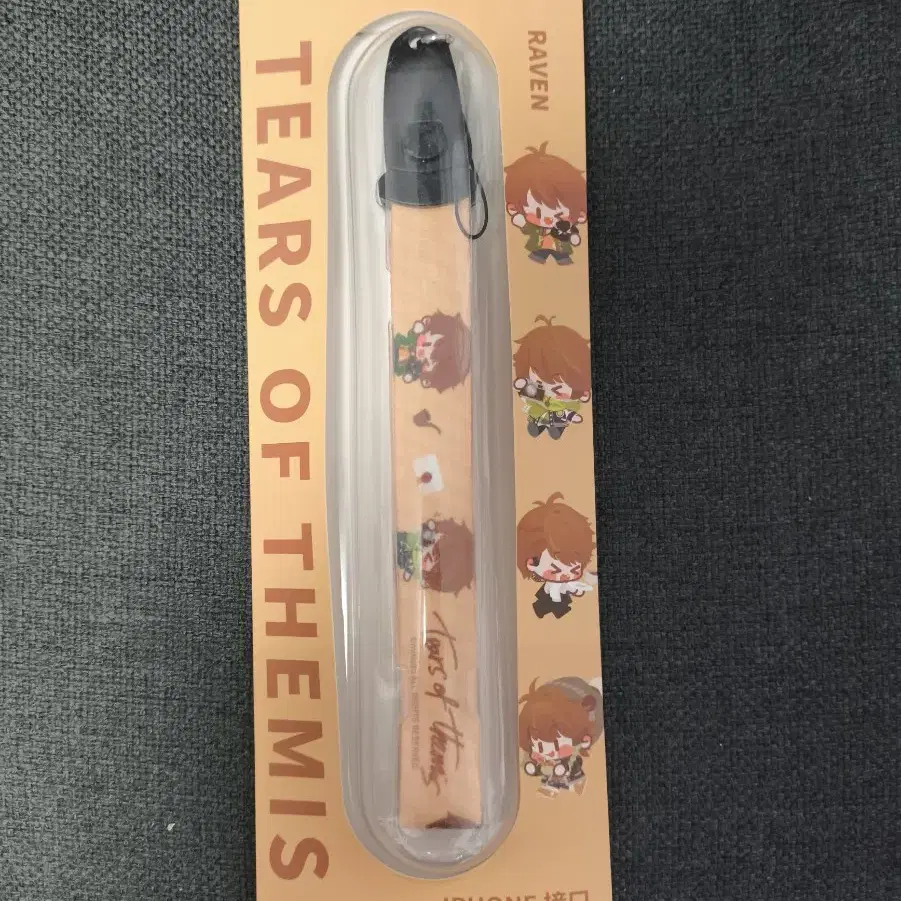 TEARS OF THEMIS
RAVEN
Tears of themis
IPHONE 接口